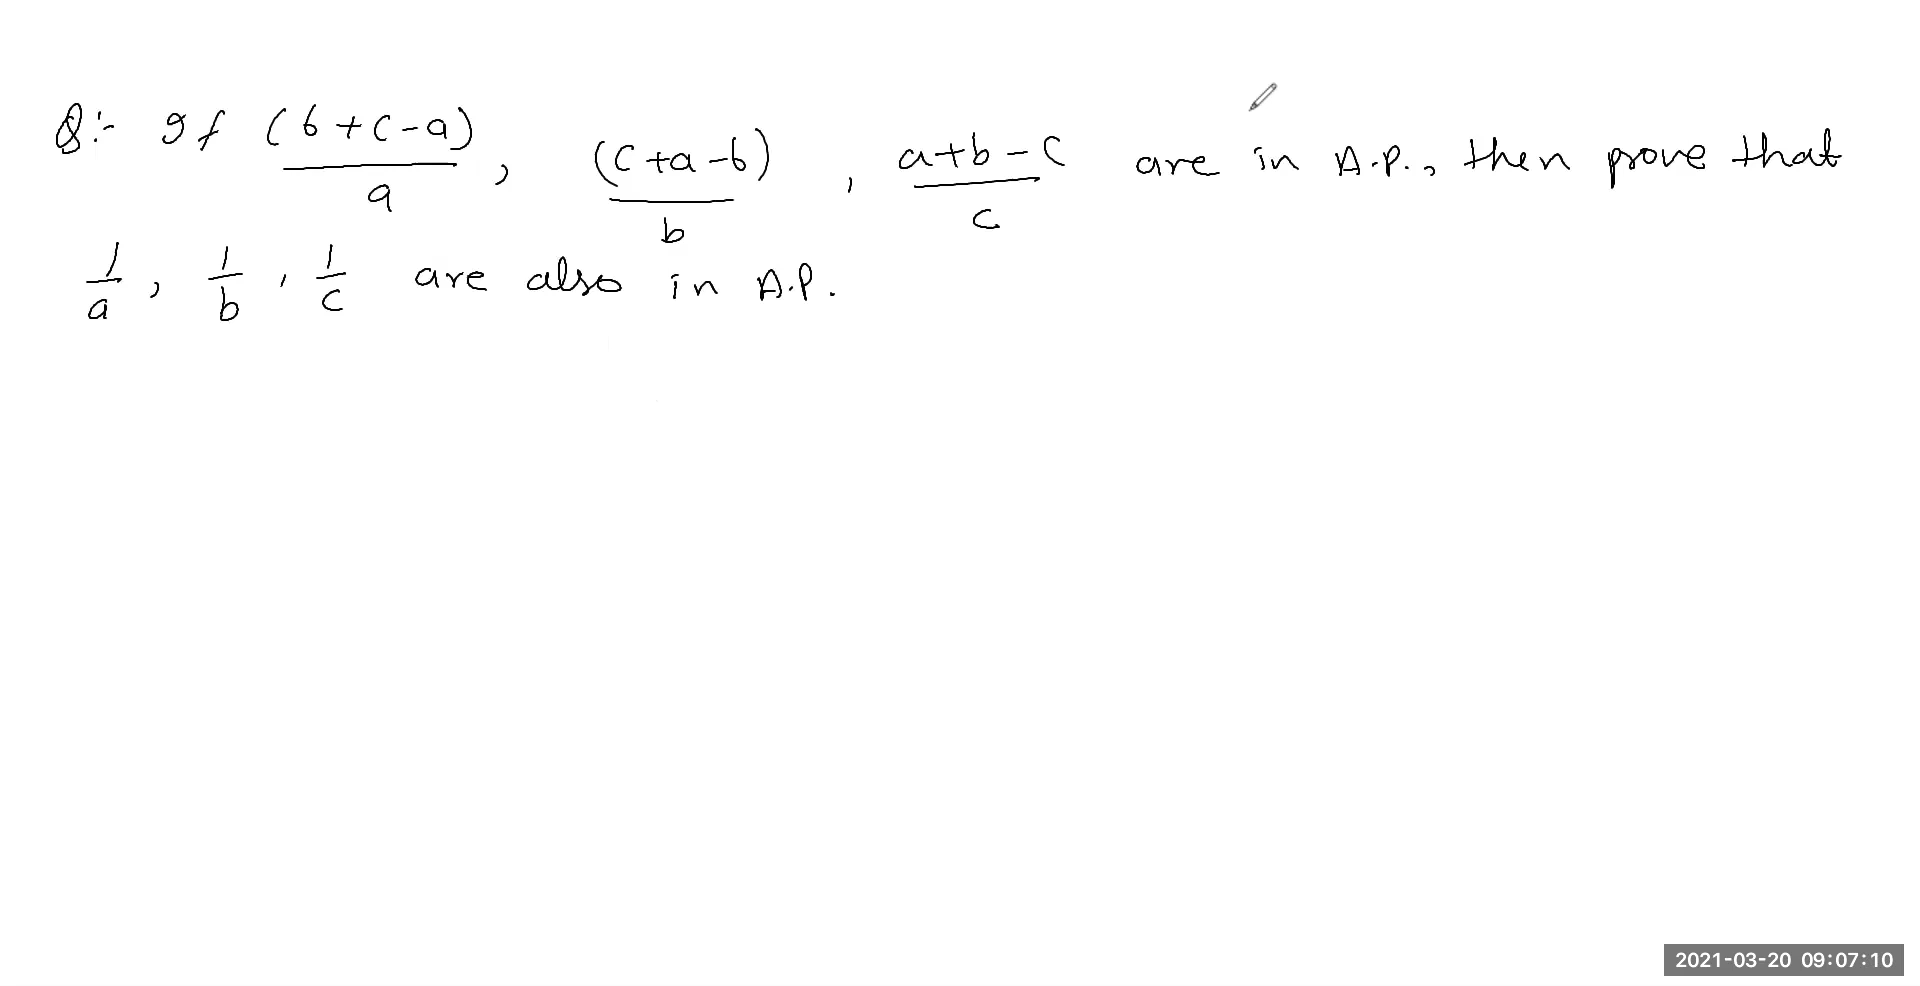 Q:- If (b+c-a)/a , (c+a-b)/b , a+b-c/c are in A.P., then prove that
1/a , 1/b , 1/c are also in A.P.
2021-03-20 09:07:10